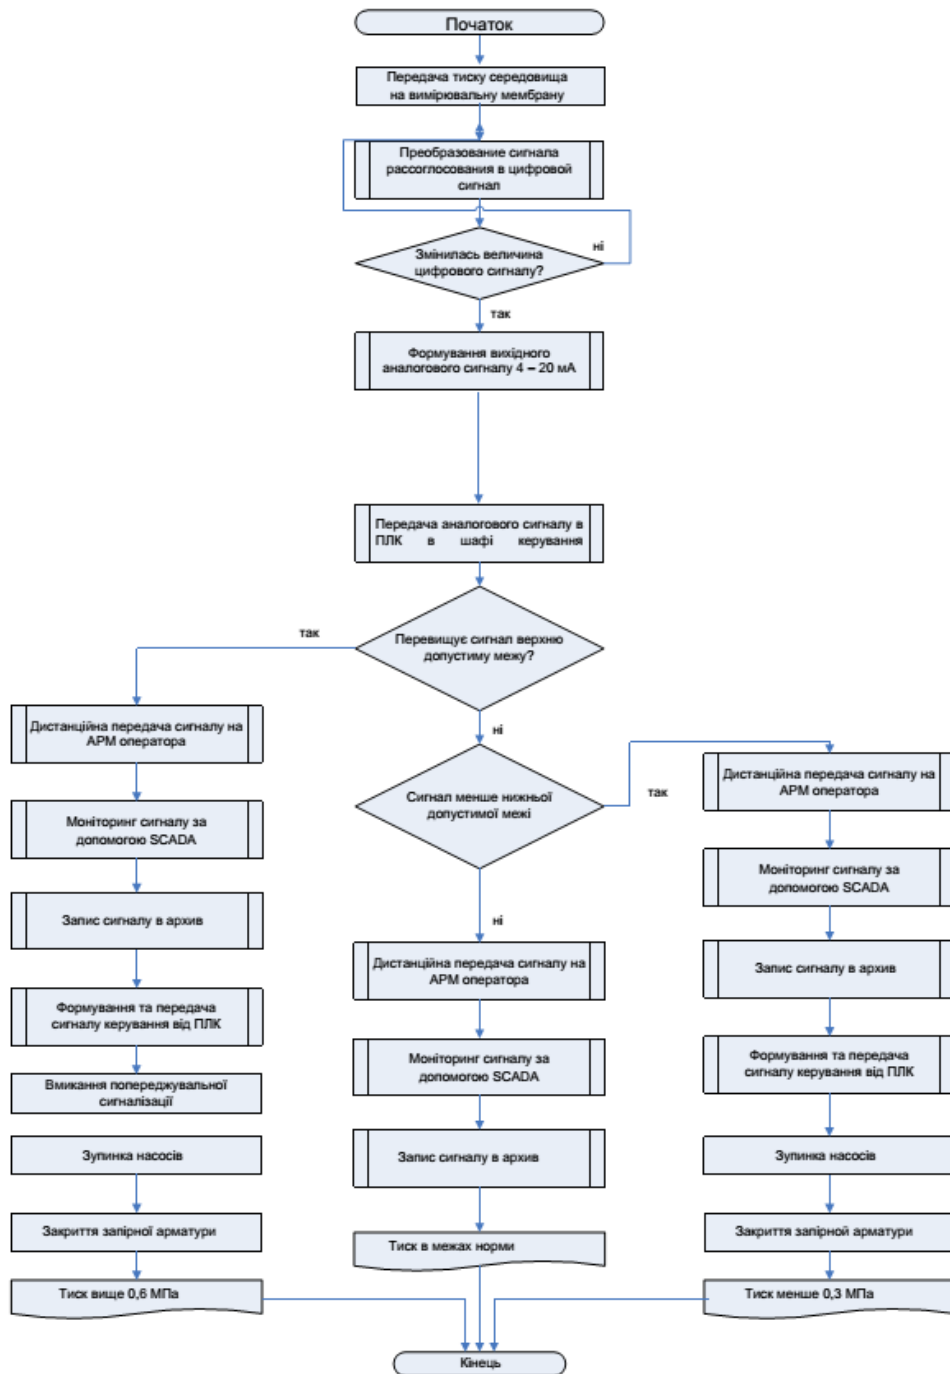 Початок
Передача тиску середовища
на вимірювальну мембрану
Преобразование сигнала
рассоглосования в цифровой
сигнал
Змінилась величина
цифрового сигналу?
ні
так
Формування вихідного
аналогового сигналу 4 – 20 мА
Передача аналогового сигналу в
ПЛК в шафі керування
Перевищує сигнал верхню
допустиму межу?
так
ні
Дистанційна передача сигналу на
АРМ оператора
Моніторинг сигналу за
допомогою SCADA
Запис сигналу в архив
Формування та передача
сигналу керування від ПЛК
Вмикання попереджувальної
сигналізації
Зупинка насосів
Закриття запірної арматури
Тиск вище 0,6 МПа
Сигнал менше нижньої
допустимої межі
так
ні
Дистанційна передача сигналу на
АРМ оператора
Моніторинг сигналу за
допомогою SCADA
Запис сигналу в архив
Тиск в межах норми
Дистанційна передача сигналу на
АРМ оператора
Моніторинг сигналу за
допомогою SCADA
Запис сигналу в архив
Формування та передача
сигналу керування від ПЛК
Зупинка насосів
Закриття запірной арматури
Тиск менше 0,3 МПа
Кінець